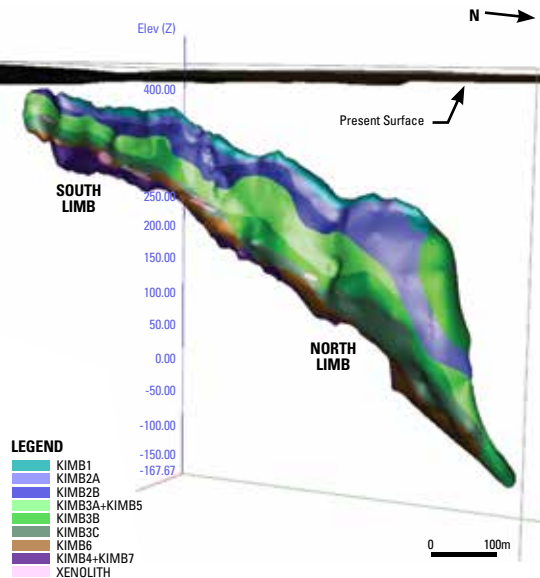 N
Elev (Z)
400.00
Present Surface
SOUTH
LIMB
250.00
200.00
150.00
100.00
50.00
0.00
-50.00
-100.00
-150.00
-167.67
NORTH
LIMB
LEGEND
KIMB1
KIMB2A
KIMB2B
KIMB3A+KIMB5
KIMB3B
KIMB3C
KIMB6
KIMB4+KIMB7
XENOLITH
0 100m